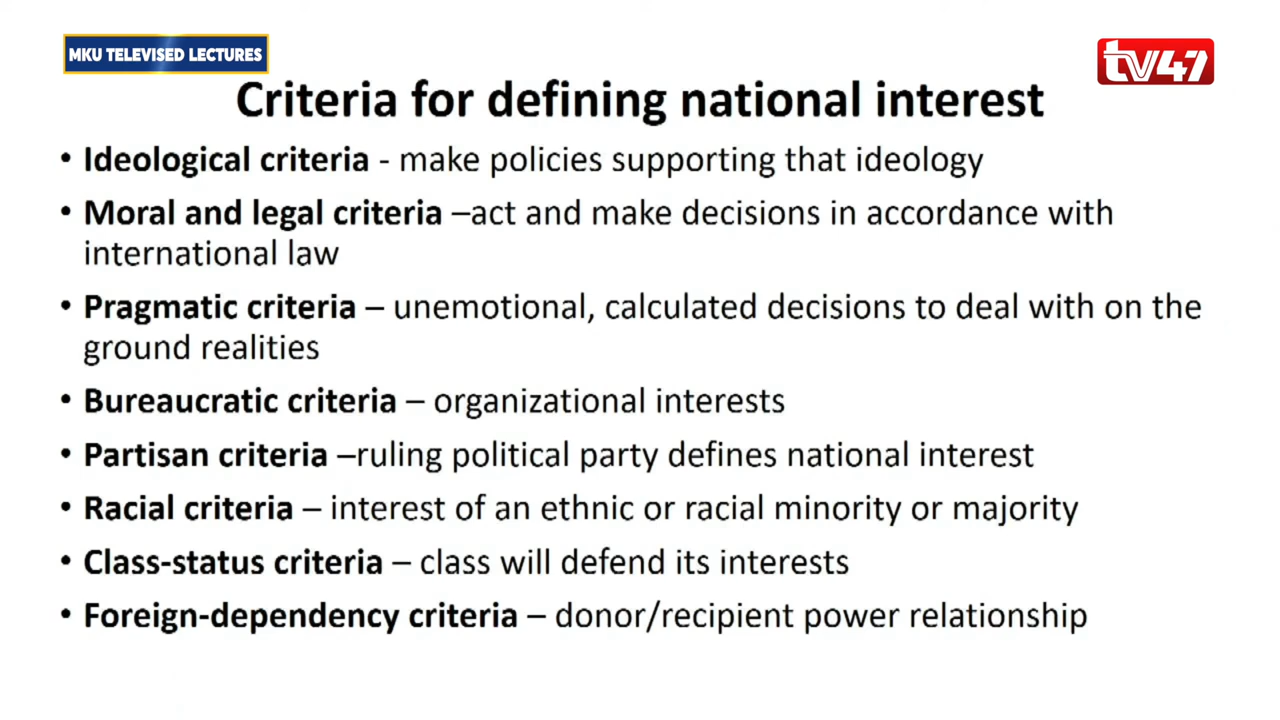 MKU TELEVISED LECTURES
tv47
Criteria for defining national interest
• Ideological criteria - make policies supporting that ideology
• Moral and legal criteria –act and make decisions in accordance with
international law
• Pragmatic criteria – unemotional, calculated decisions to deal with on the
ground realities
• Bureaucratic criteria – organizational interests
• Partisan criteria –ruling political party defines national interest
• Racial criteria – interest of an ethnic or racial minority or majority
• Class-status criteria – class will defend its interests
• Foreign-dependency criteria – donor/recipient power relationship